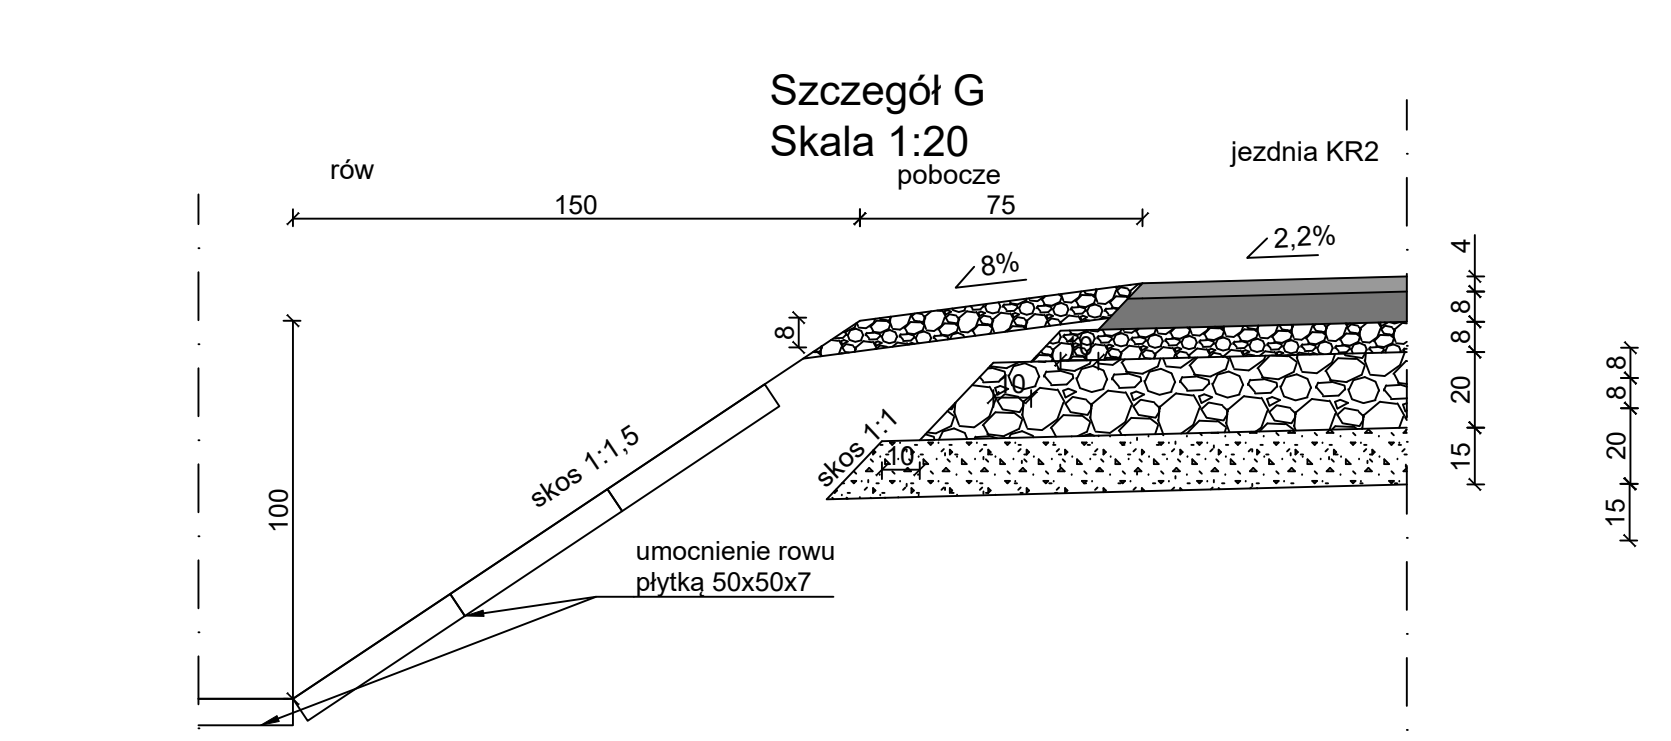 Szczegół G
Skala 1:20
jezdnia KR2
rów
pobocze
150
75
2,2%
8%
4
8
8
20
15
8
8
20
15
8
10
10
10
skos 1:1
skos 1:1,5
100
umocnienie rowu
płytką 50x50x7